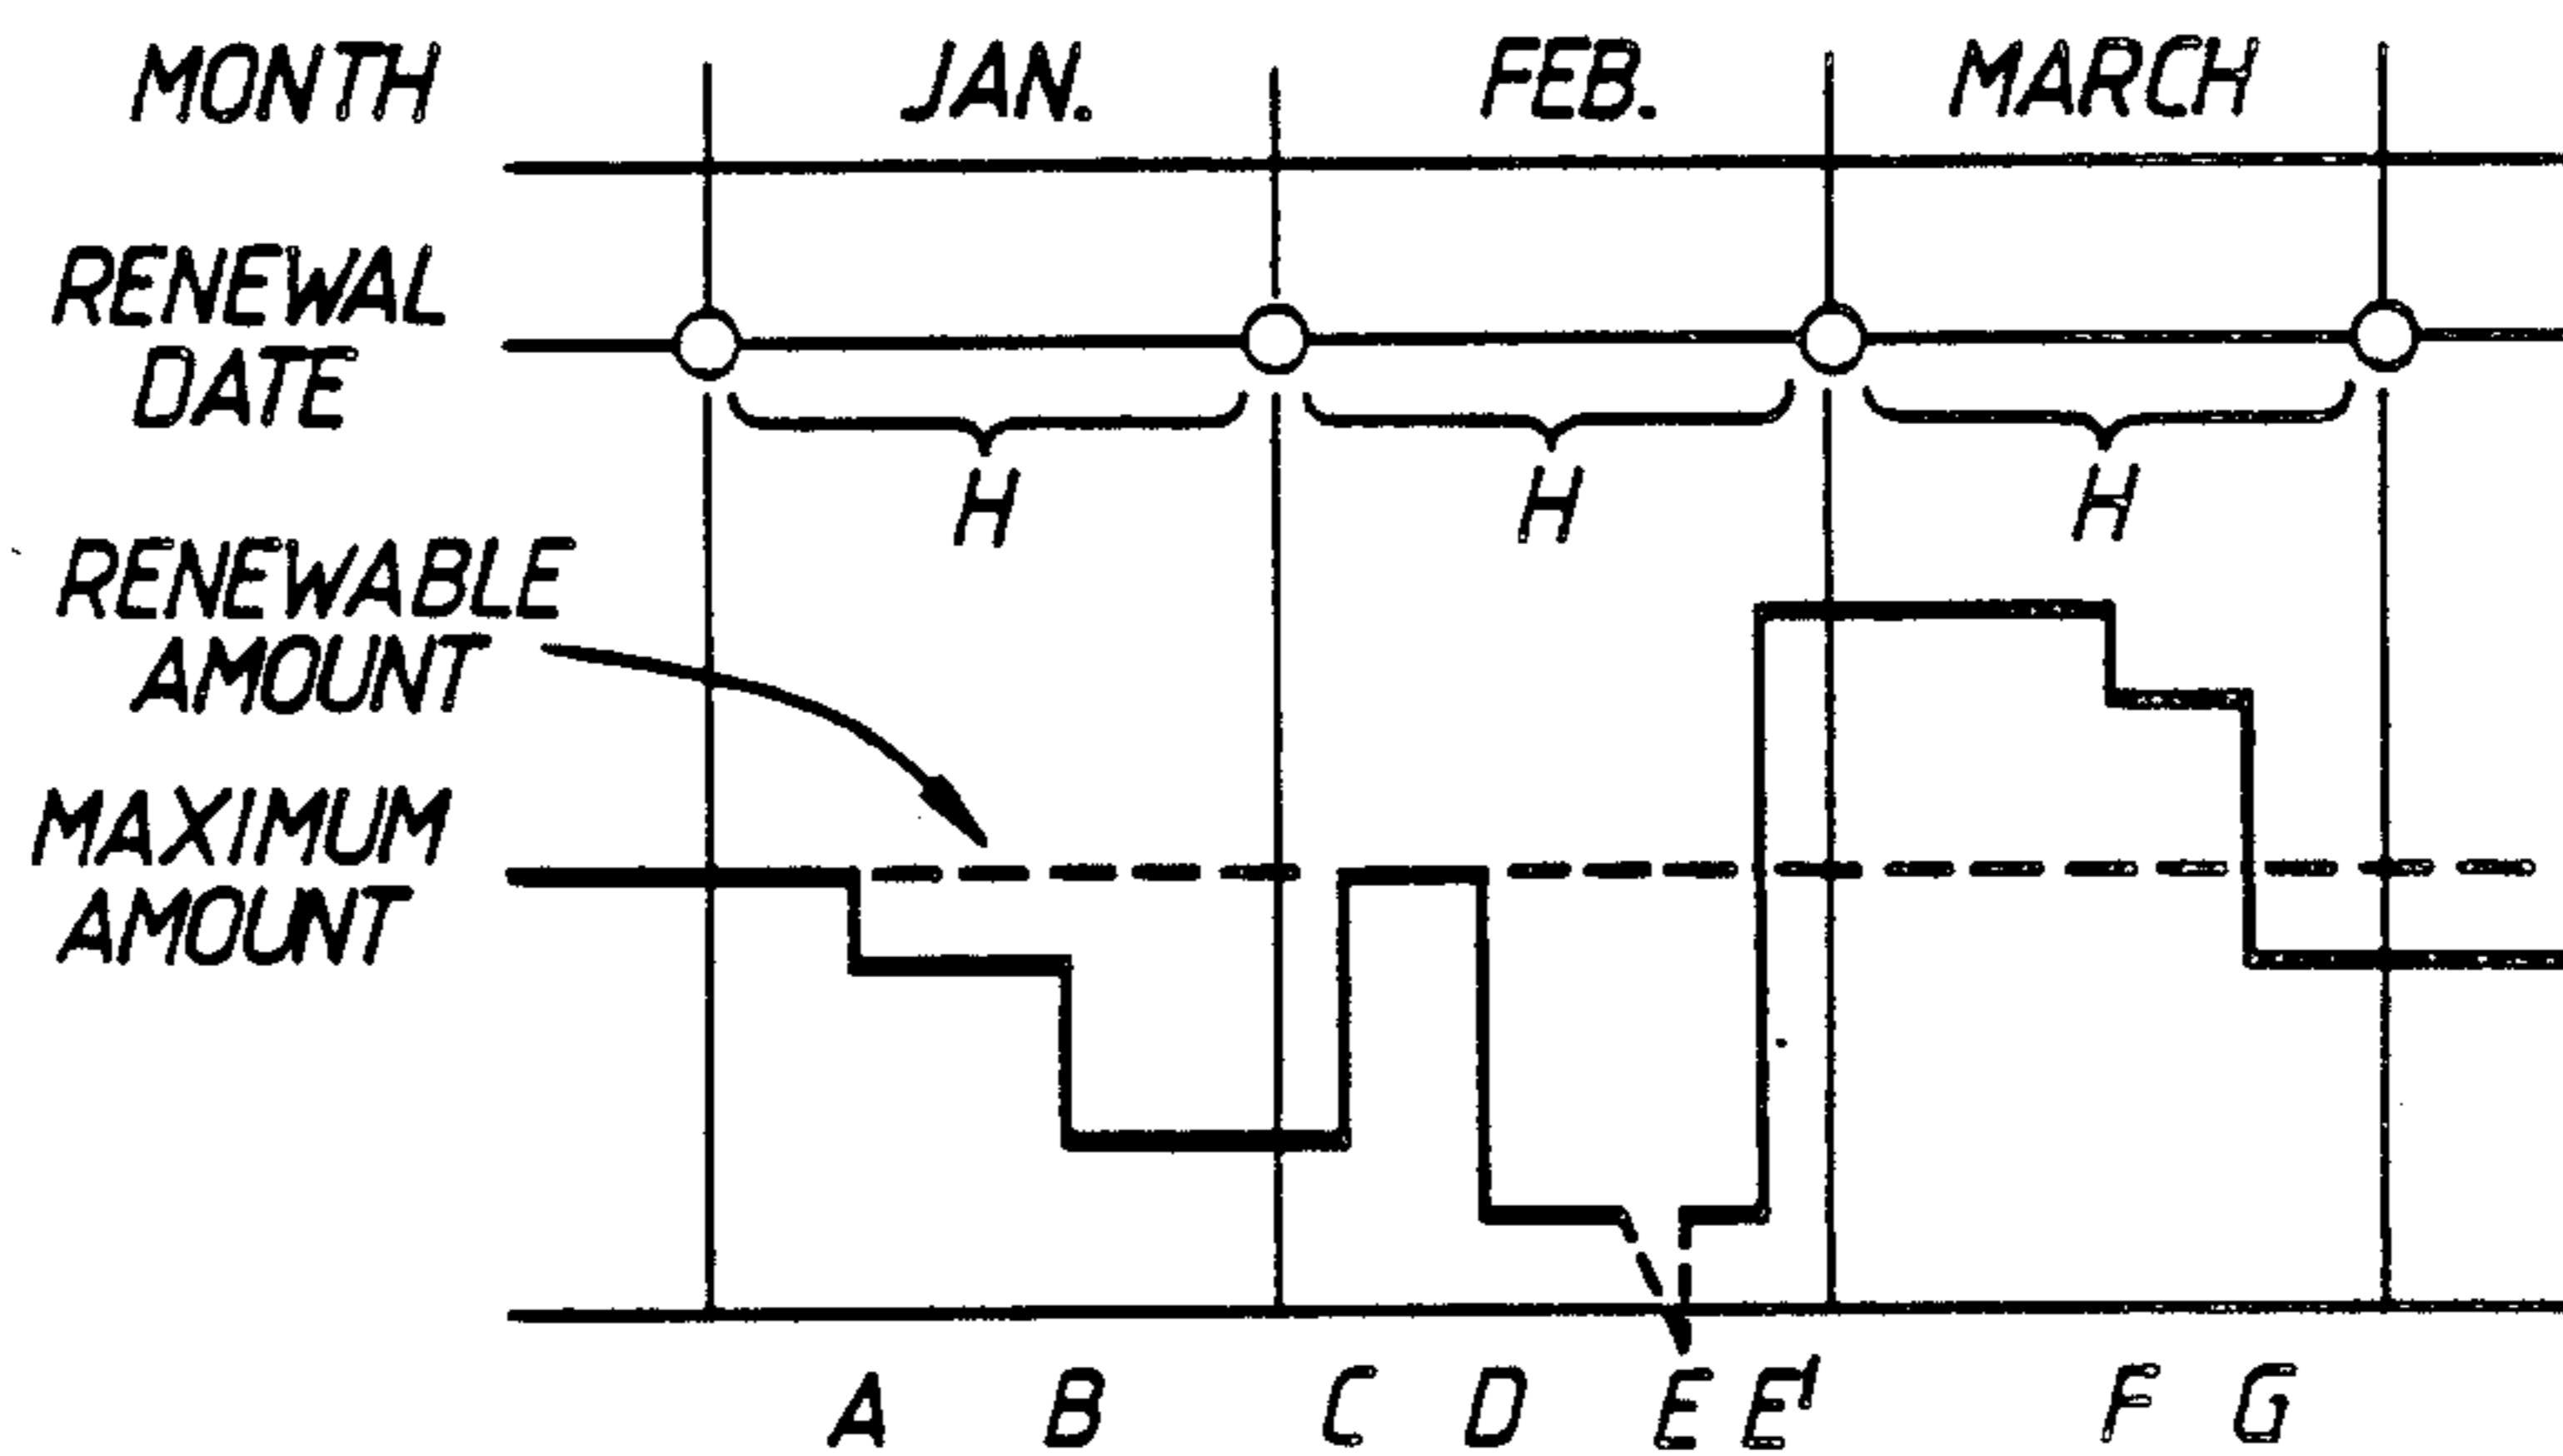 MONTH JAN. FEB. MARCH
RENEWAL
DATE
H H H
RENEWABLE
AMOUNT
MAXIMUM
AMOUNT
A B C D E E' F G